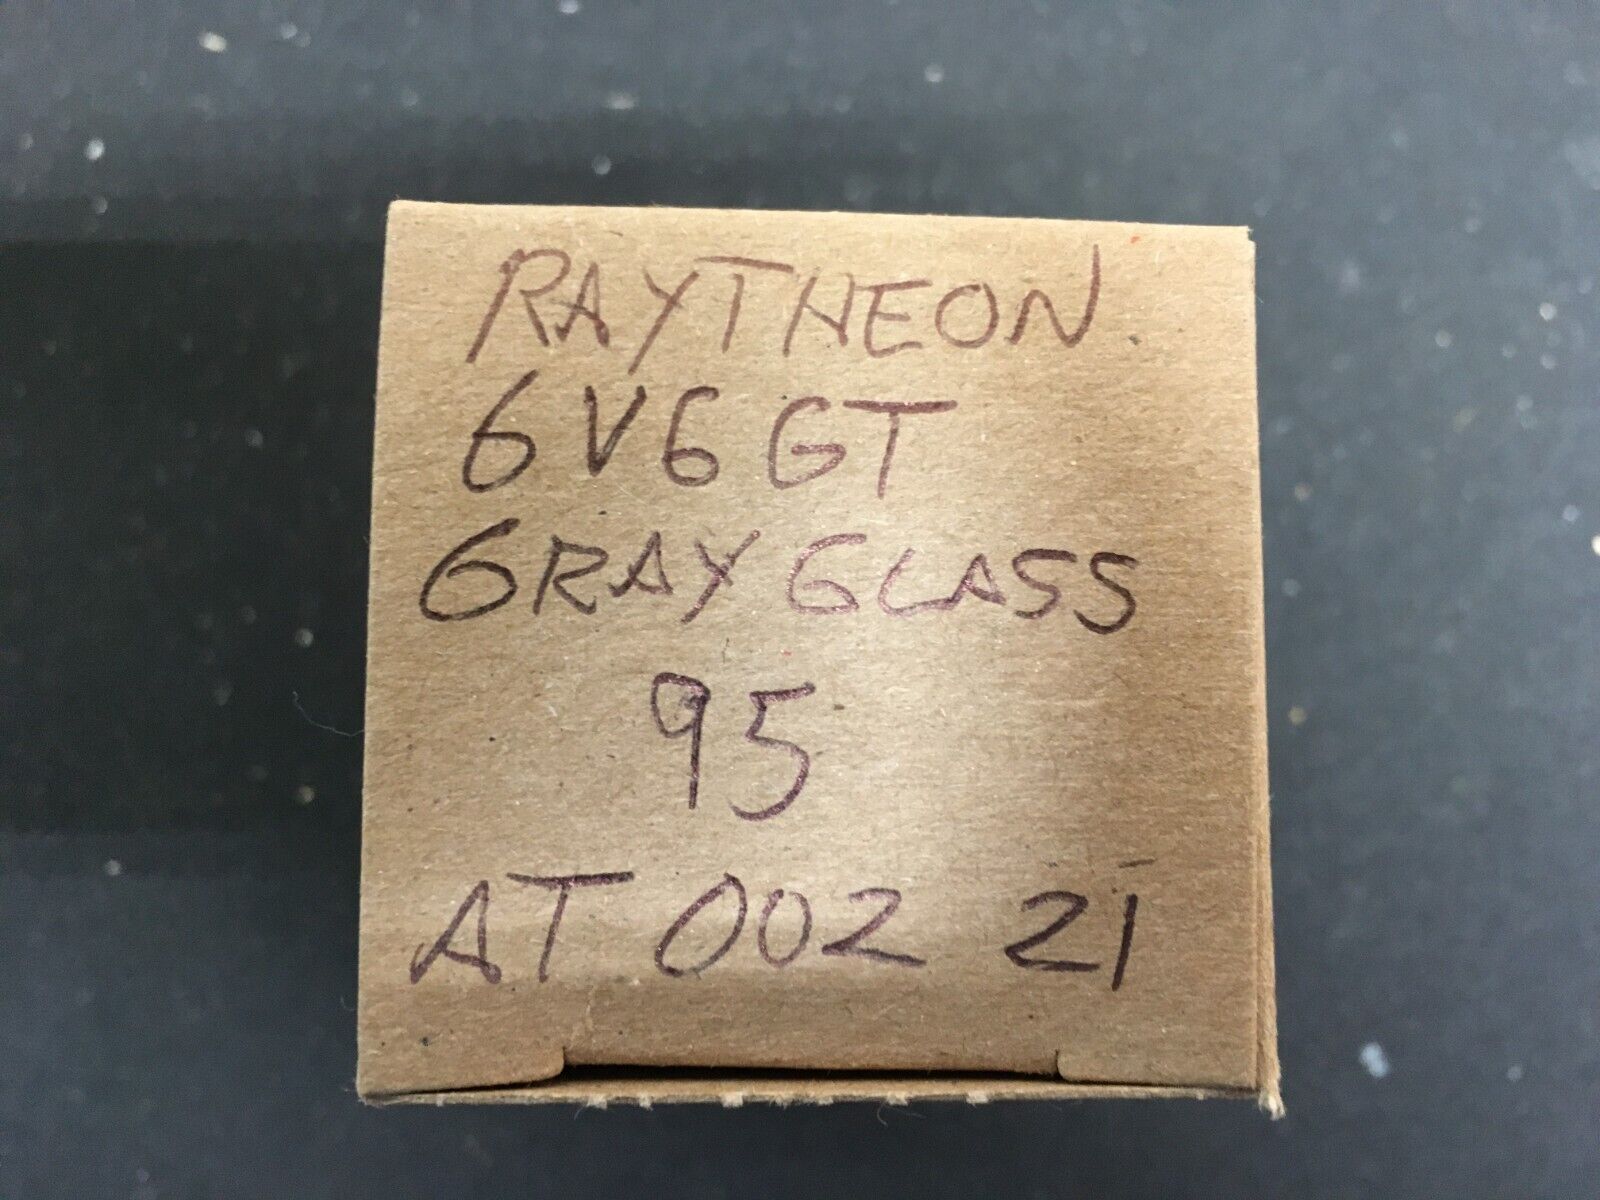 RAYTHEON.
6V6GT
GRAY GLASS
95
AT 002 21